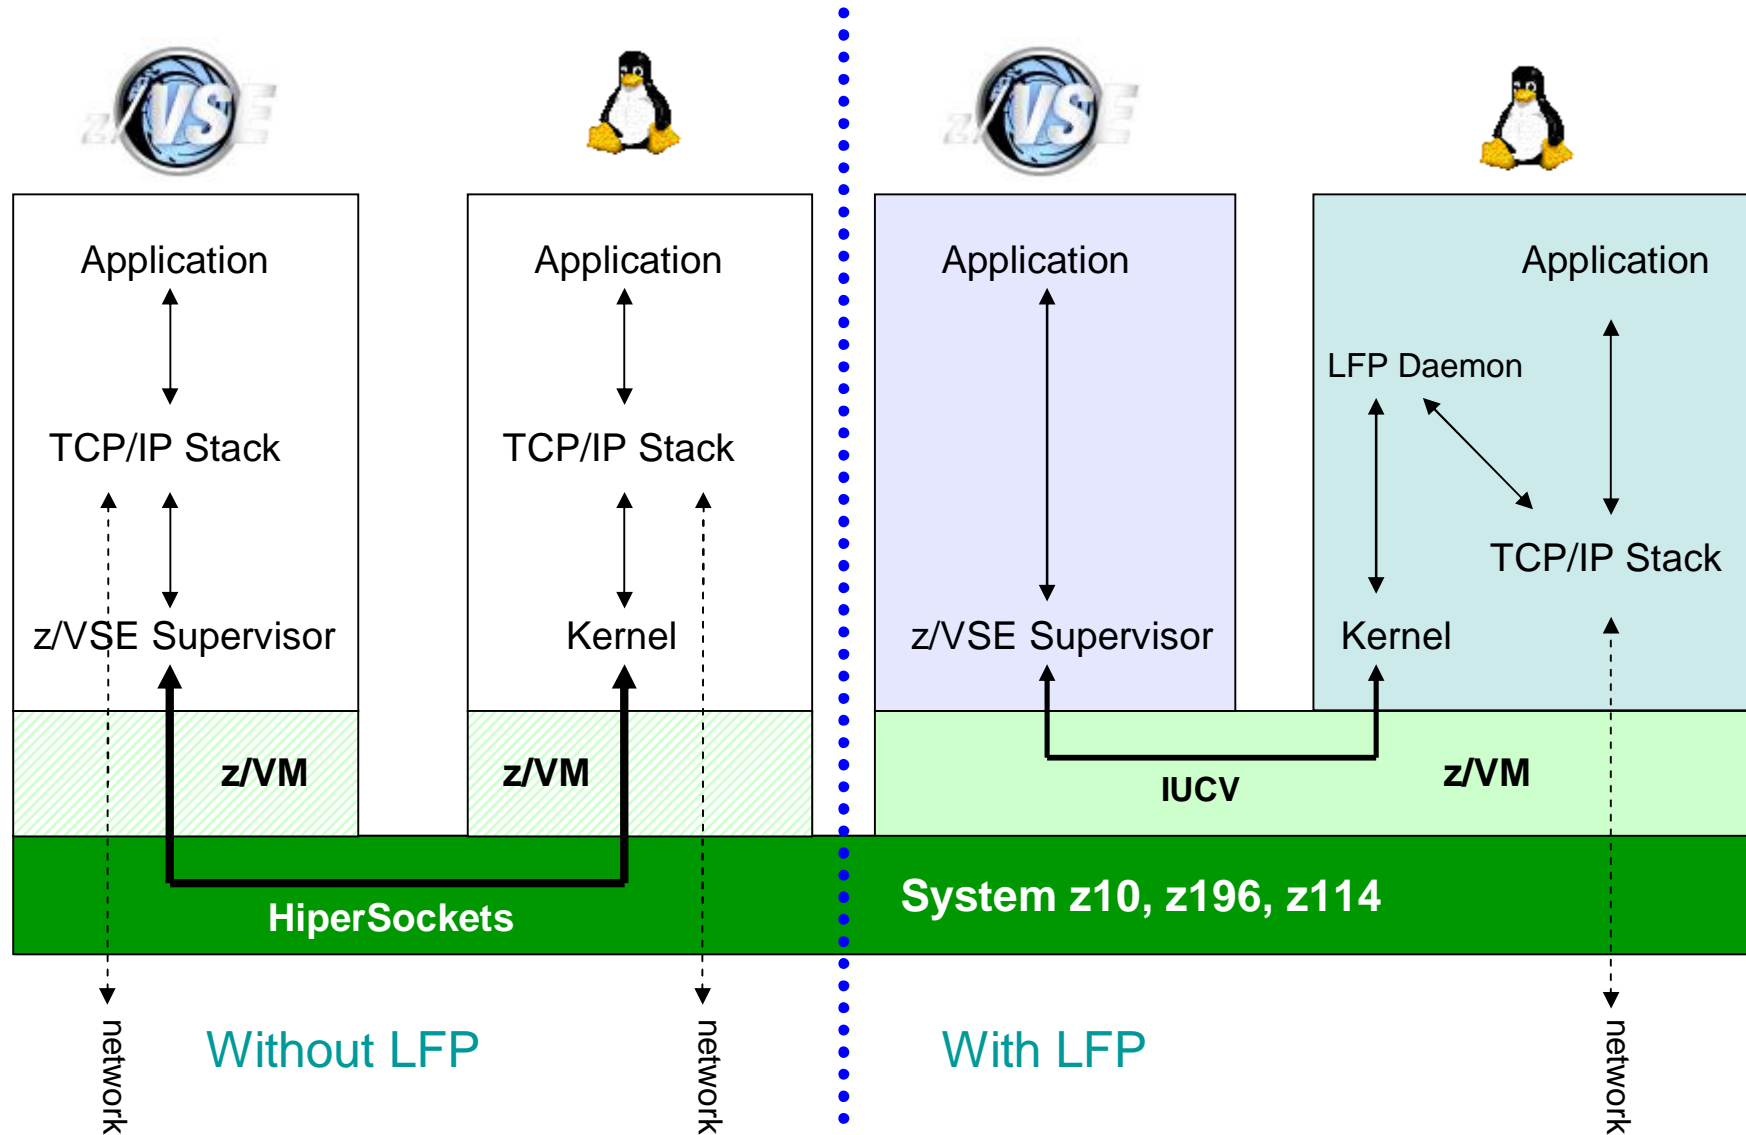 z/VSE
z/VSE
Application
Application
Application
Application
LFP Daemon
TCP/IP Stack
TCP/IP Stack
TCP/IP Stack
z/VSE Supervisor
Kernel
z/VSE Supervisor
Kernel
z/VM
z/VM
IUCV
z/VM
HiperSockets
System z10, z196, z114
network
Without LFP
network
With LFP
network